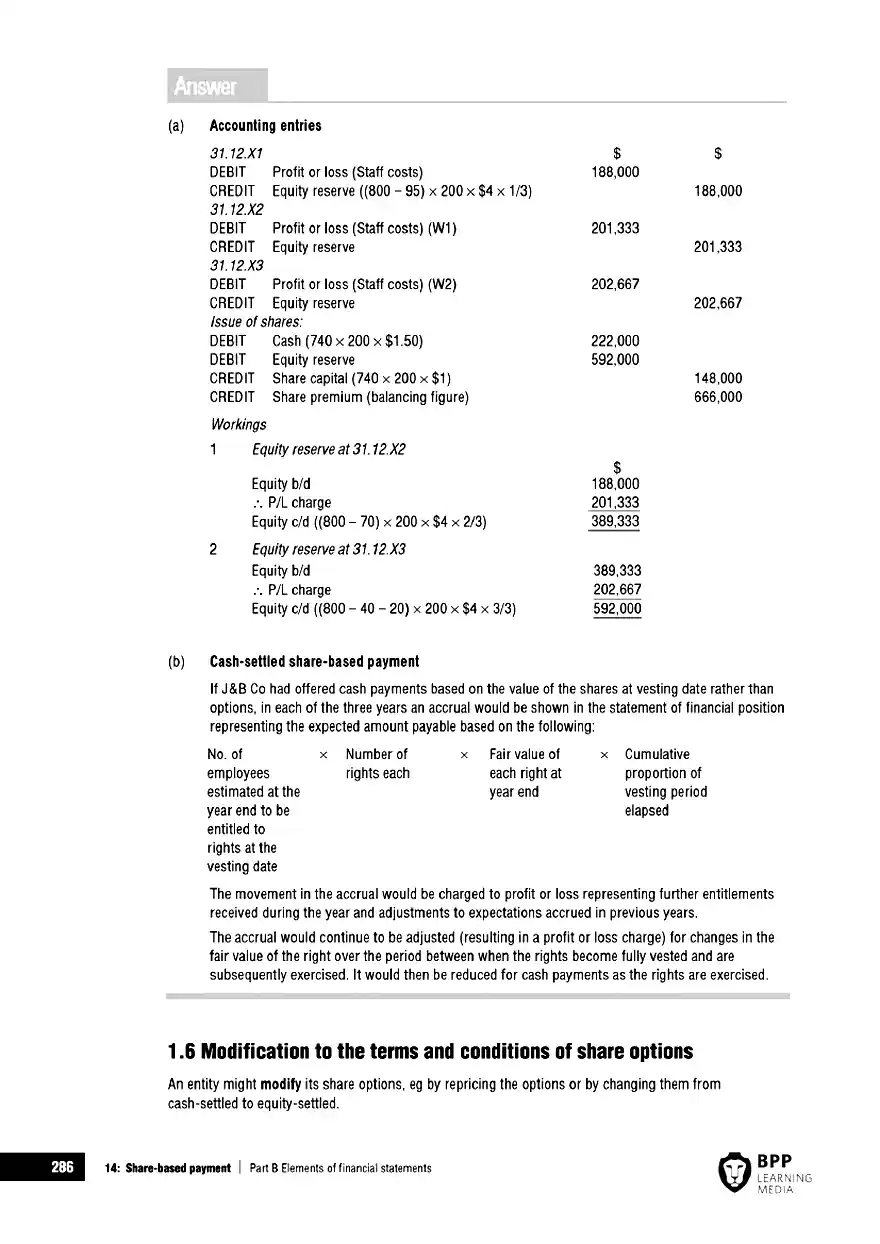 Answer
(a) Accounting entries
31.12.X1 $ $
DEBIT Profit or loss (Staff costs) 188,000
CREDIT Equity reserve ((800 – 95) × 200 × $4 × 1/3) 188,000
31.12.X2
DEBIT Profit or loss (Staff costs) (W1) 201,333
CREDIT Equity reserve 201,333
31.12.X3
DEBIT Profit or loss (Staff costs) (W2) 202,667
CREDIT Equity reserve 202,667
Issue of shares:
DEBIT Cash (740 × 200 × $1.50) 222,000
DEBIT Equity reserve 592,000
CREDIT Share capital (740 × 200 × $1) 148,000
CREDIT Share premium (balancing figure) 666,000
Workings
1 Equity reserve at 31.12.X2
$
Equity b/d 188,000
∴ P/L charge 201,333
Equity c/d ((800 – 70) × 200 × $4 × 2/3) 389,333
2 Equity reserve at 31.12.X3
Equity b/d 389,333
∴ P/L charge 202,667
Equity c/d ((800 – 40 – 20) × 200 × $4 × 3/3) 592,000
(b) Cash-settled share-based payment
If J&B Co had offered cash payments based on the value of the shares at vesting date rather than
options, in each of the three years an accrual would be shown in the statement of financial position
representing the expected amount payable based on the following:
No. of × Number of × Fair value of × Cumulative
employees rights each each right at proportion of
estimated at the year end vesting period
year end to be elapsed
entitled to
rights at the
vesting date
The movement in the accrual would be charged to profit or loss representing further entitlements
received during the year and adjustments to expectations accrued in previous years.
The accrual would continue to be adjusted (resulting in a profit or loss charge) for changes in the
fair value of the right over the period between when the rights become fully vested and are
subsequently exercised. It would then be reduced for cash payments as the rights are exercised.
1.6 Modification to the terms and conditions of share options
An entity might modify its share options, eg by repricing the options or by changing them from
cash-settled to equity-settled.
286 14: Share-based payment | Part B Elements of financial statements
BPP
LEARNING
MEDIA